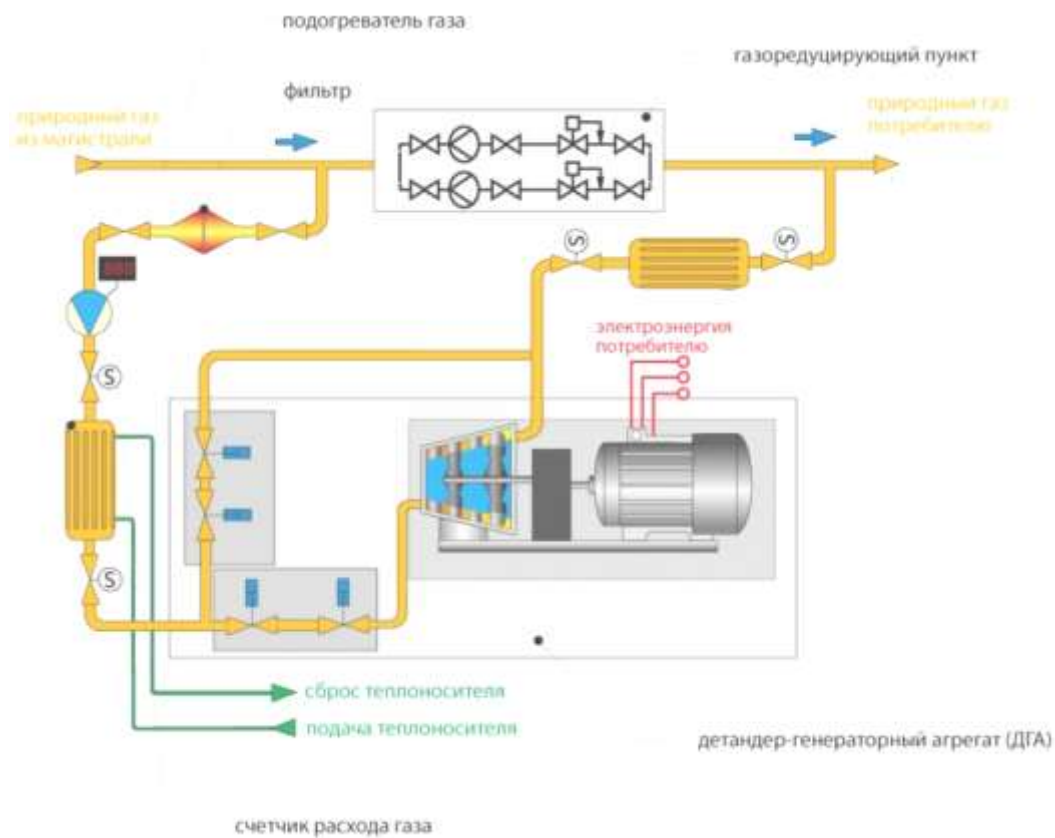 подогреватель газа
газоредуцирующий пункт
фильтр
природный газ
из магистрали
природный газ
потребителю
S
S
электроэнергия
потребителю
S
S
сброс теплоносителя
подача теплоносителя
детандер-генераторный агрегат (ДГА)
счетчик расхода газа